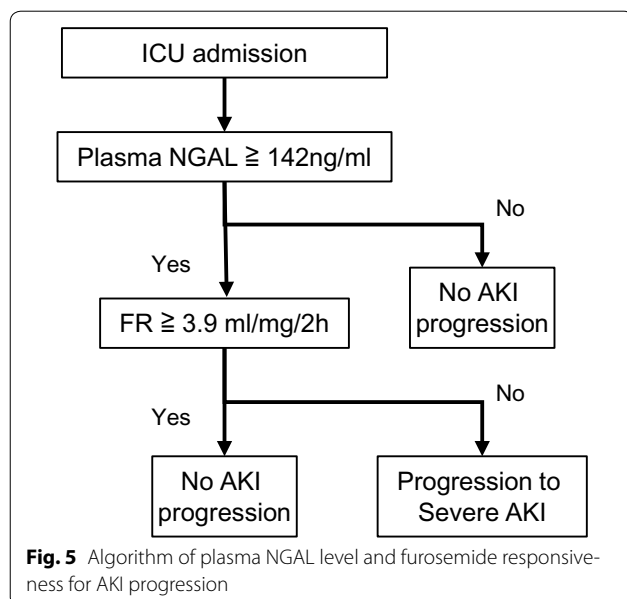 ICU admission
Plasma NGAL ≧ 142ng/ml
No
Yes
No AKI
progression
FR ≧ 3.9 ml/mg/2h
No
Yes
No AKI
progression
Progression to
Severe AKI
Fig. 5 Algorithm of plasma NGAL level and furosemide responsive-
ness for AKI progression